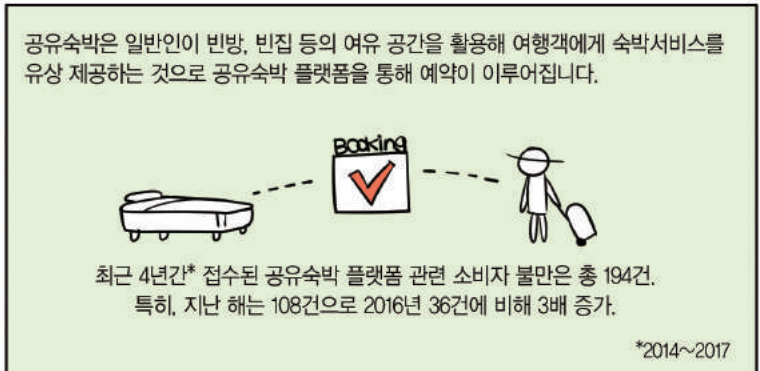 공유숙박은 일반인이 빈방, 빈집 등의 여유 공간을 활용해 여행객에게 숙박서비스를
유상 제공하는 것으로 공유숙박 플랫폼을 통해 예약이 이루어집니다.
Booking
최근 4년간* 접수된 공유숙박 플랫폼 관련 소비자 불만은 총 194건.
특히, 지난 해는 108건으로 2016년 36건에 비해 3배 증가.
*2014~2017